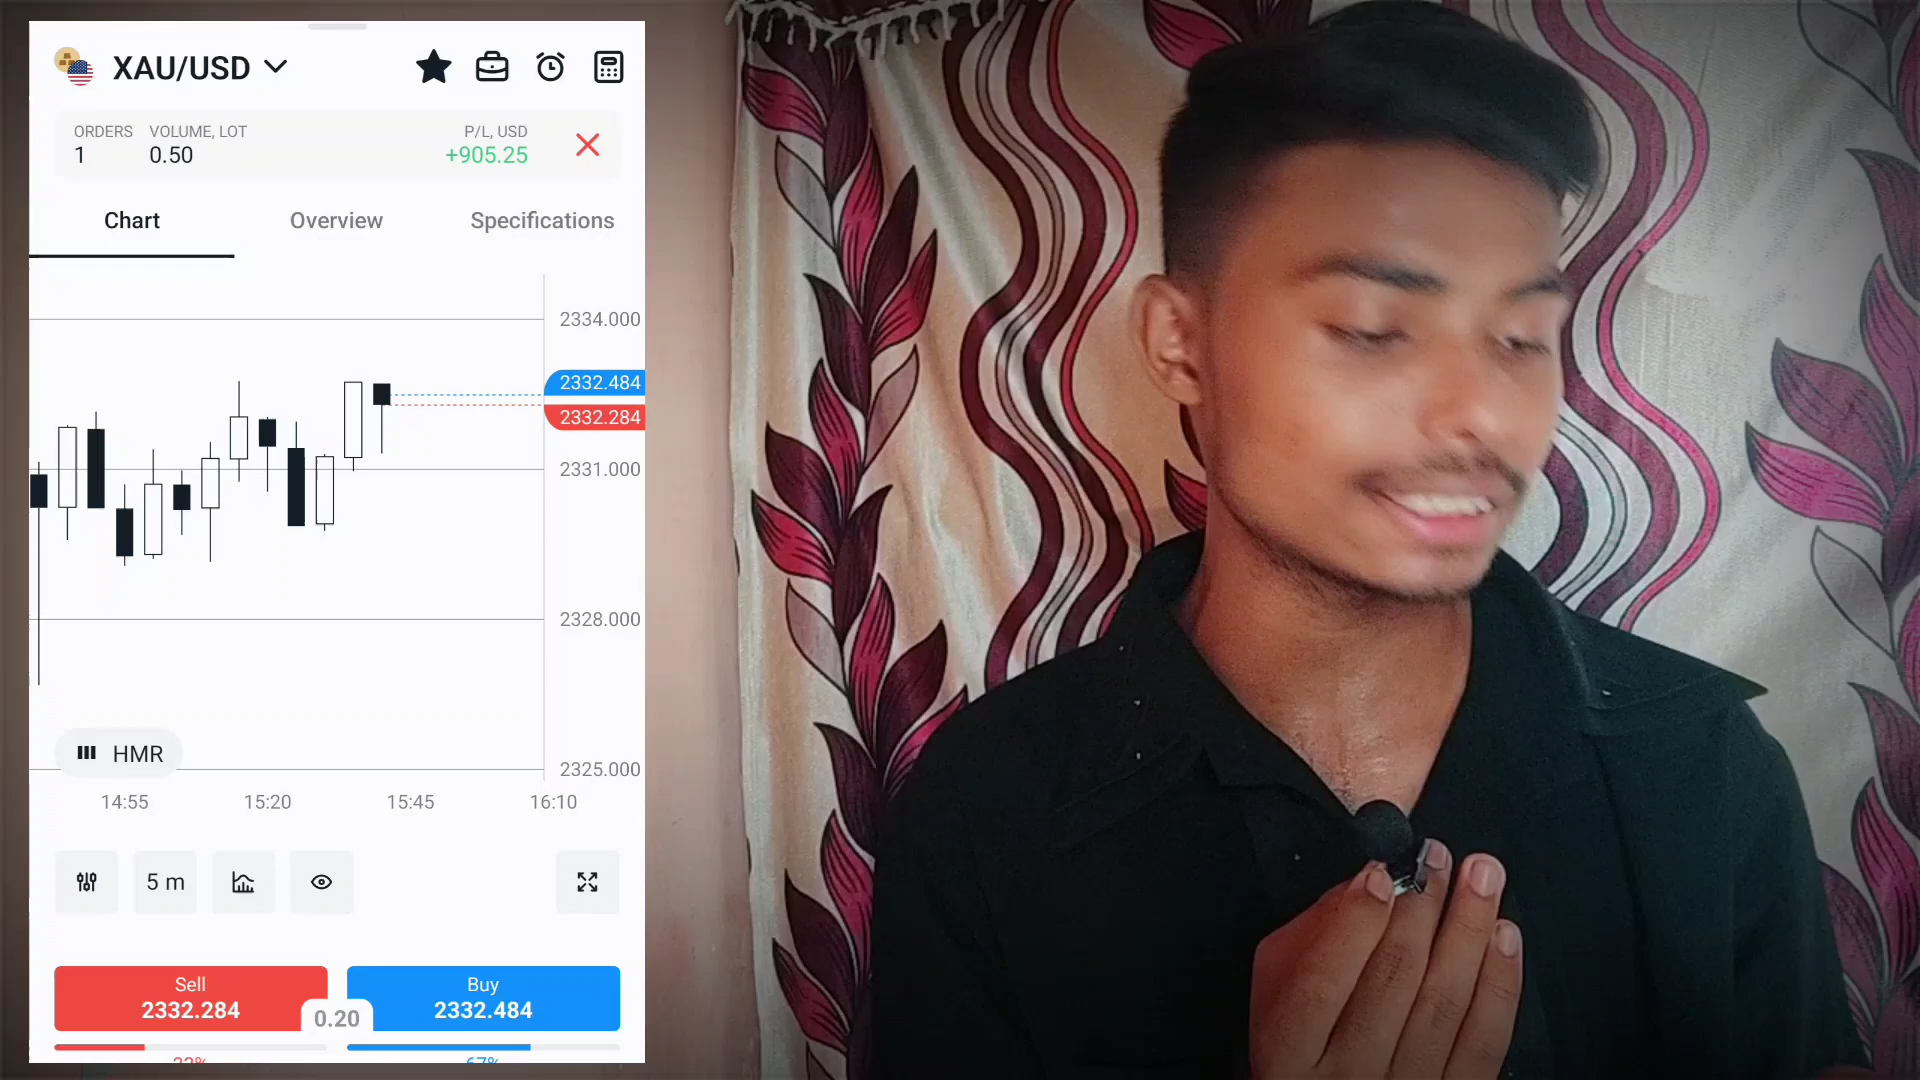 XAU/USD
ORDERS VOLUME, LOT P/L, USD
1 0.50 +905.25
Chart Overview Specifications
2334.000
2332.484
2332.284
2331.000
2328.000
HMR
2325.000
14:55 15:20 15:45 16:10
5 m
Sell Buy
2332.284 0.20 2332.484
67%